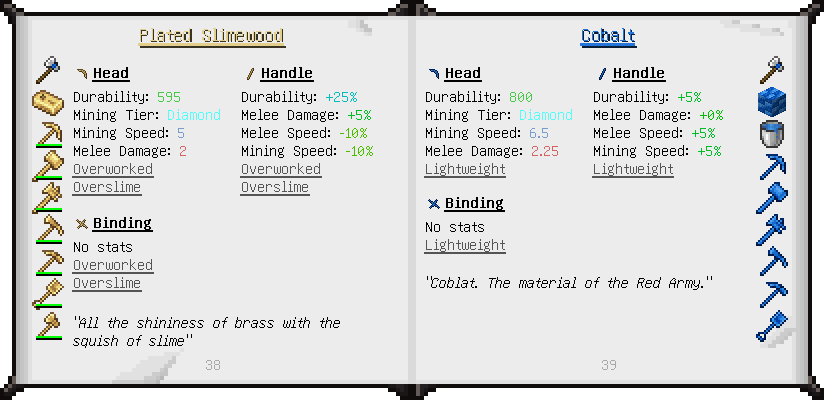 Plated Slimewood
Head
Durability: 595
Mining Tier: Diamond
Mining Speed: 5
Melee Damage: 2
Overworked
Overslime
Handle
Durability: +25%
Melee Damage: +5%
Melee Speed: -10%
Mining Speed: -10%
Overworked
Overslime
Binding
No stats
Overworked
Overslime
"All the shininess of brass with the
squish of slime"
38
Cobalt
Head
Durability: 800
Mining Tier: Diamond
Mining Speed: 6.5
Melee Damage: 2.25
Lightweight
Handle
Durability: +5%
Melee Damage: +0%
Melee Speed: +5%
Mining Speed: +5%
Lightweight
Binding
No stats
Lightweight
"Coblat. The material of the Red Army."
39